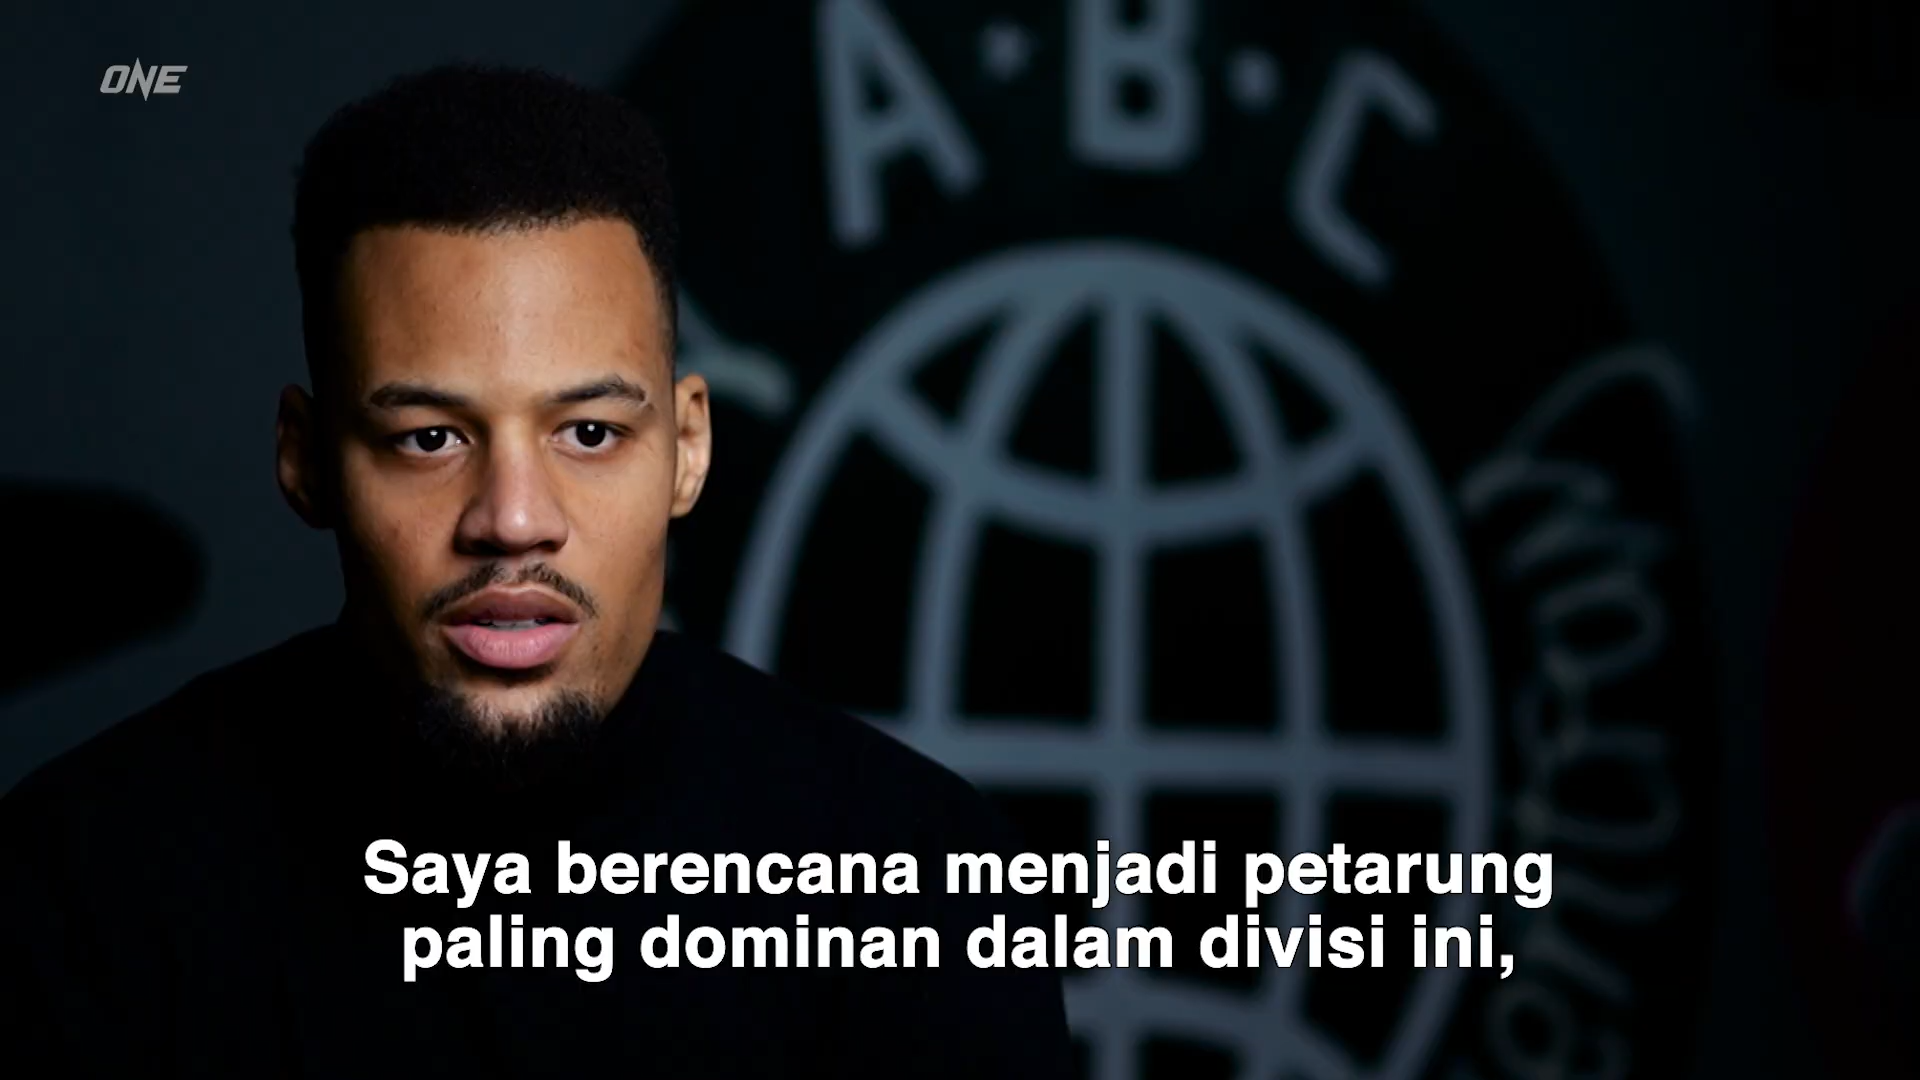 ONE
A·B·C
Saya berencana menjadi petarung
paling dominan dalam divisi ini,